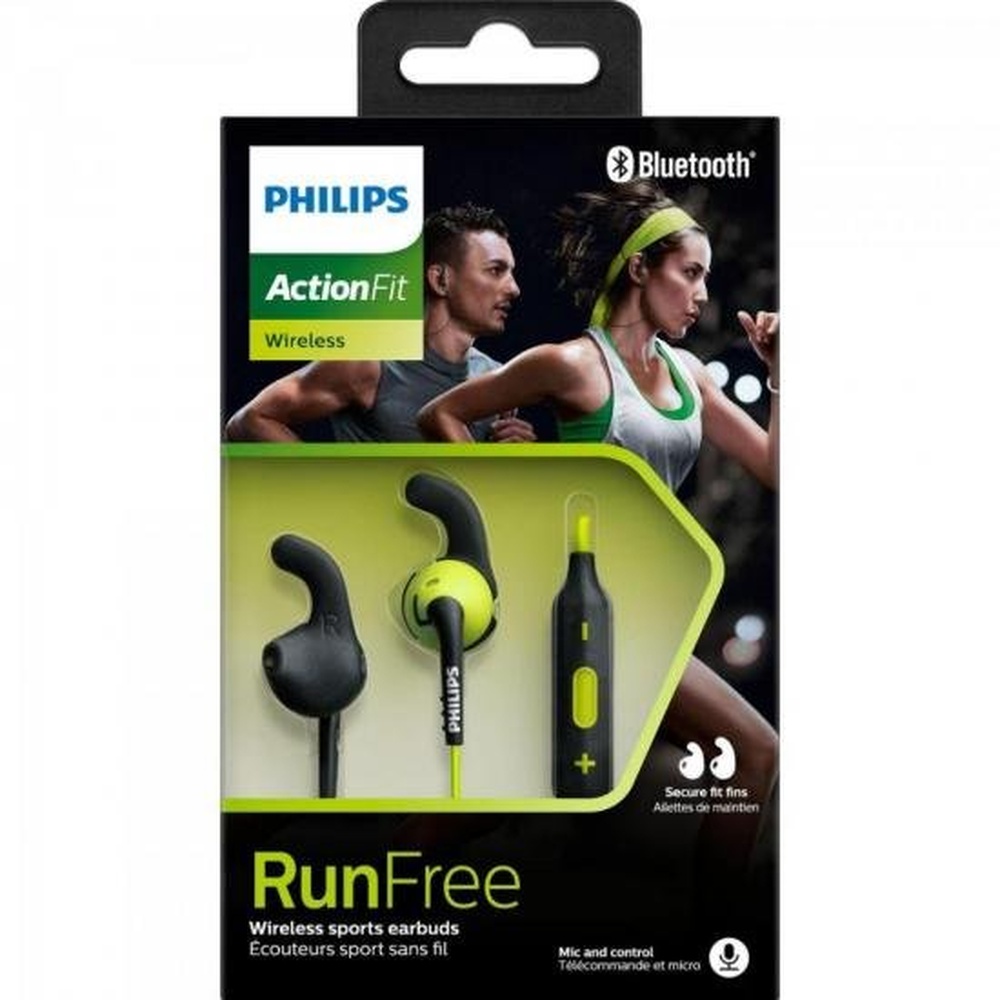 Bluetooth®
PHILIPS
ActionFit
Wireless
R
PHILIPS
Secure fit fins
Ailettes de maintien
RunFree
Wireless sports earbuds
Écouteurs sport sans fil
Mic and control
Télécommande et micro